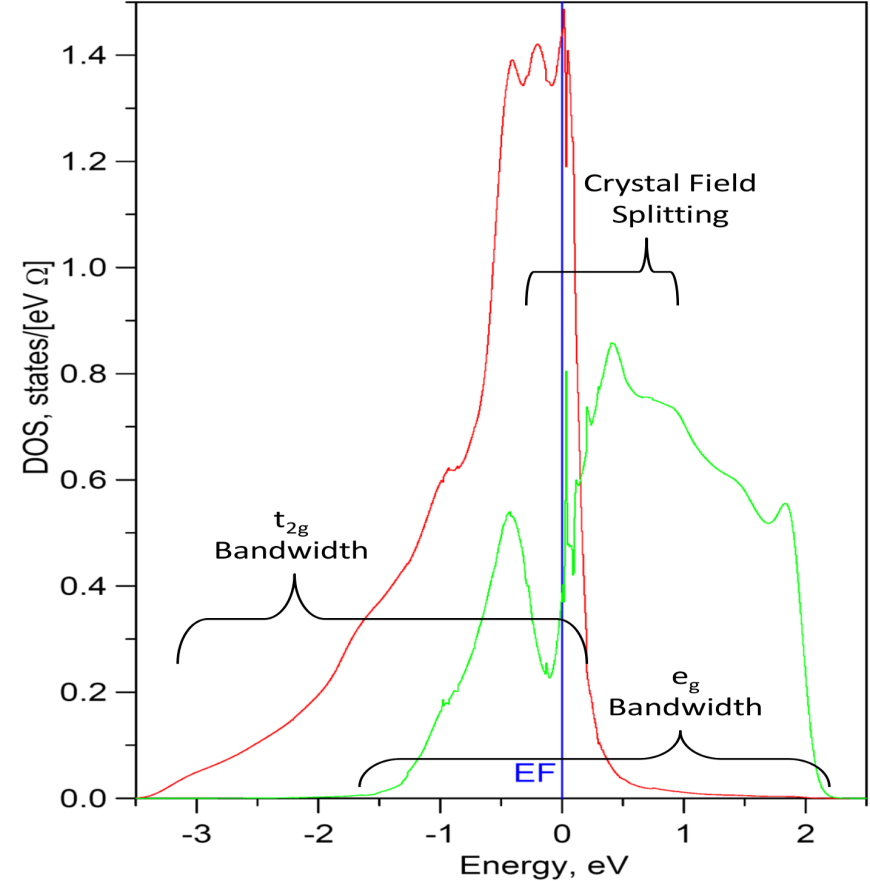 1.4
1.2
1.0
0.8
0.6
0.4
0.2
0.0
DOS, states/[eV Ω]
Crystal Field
Splitting
t₂g
Bandwidth
eg
Bandwidth
EF
-3 -2 -1 0 1 2
Energy, eV